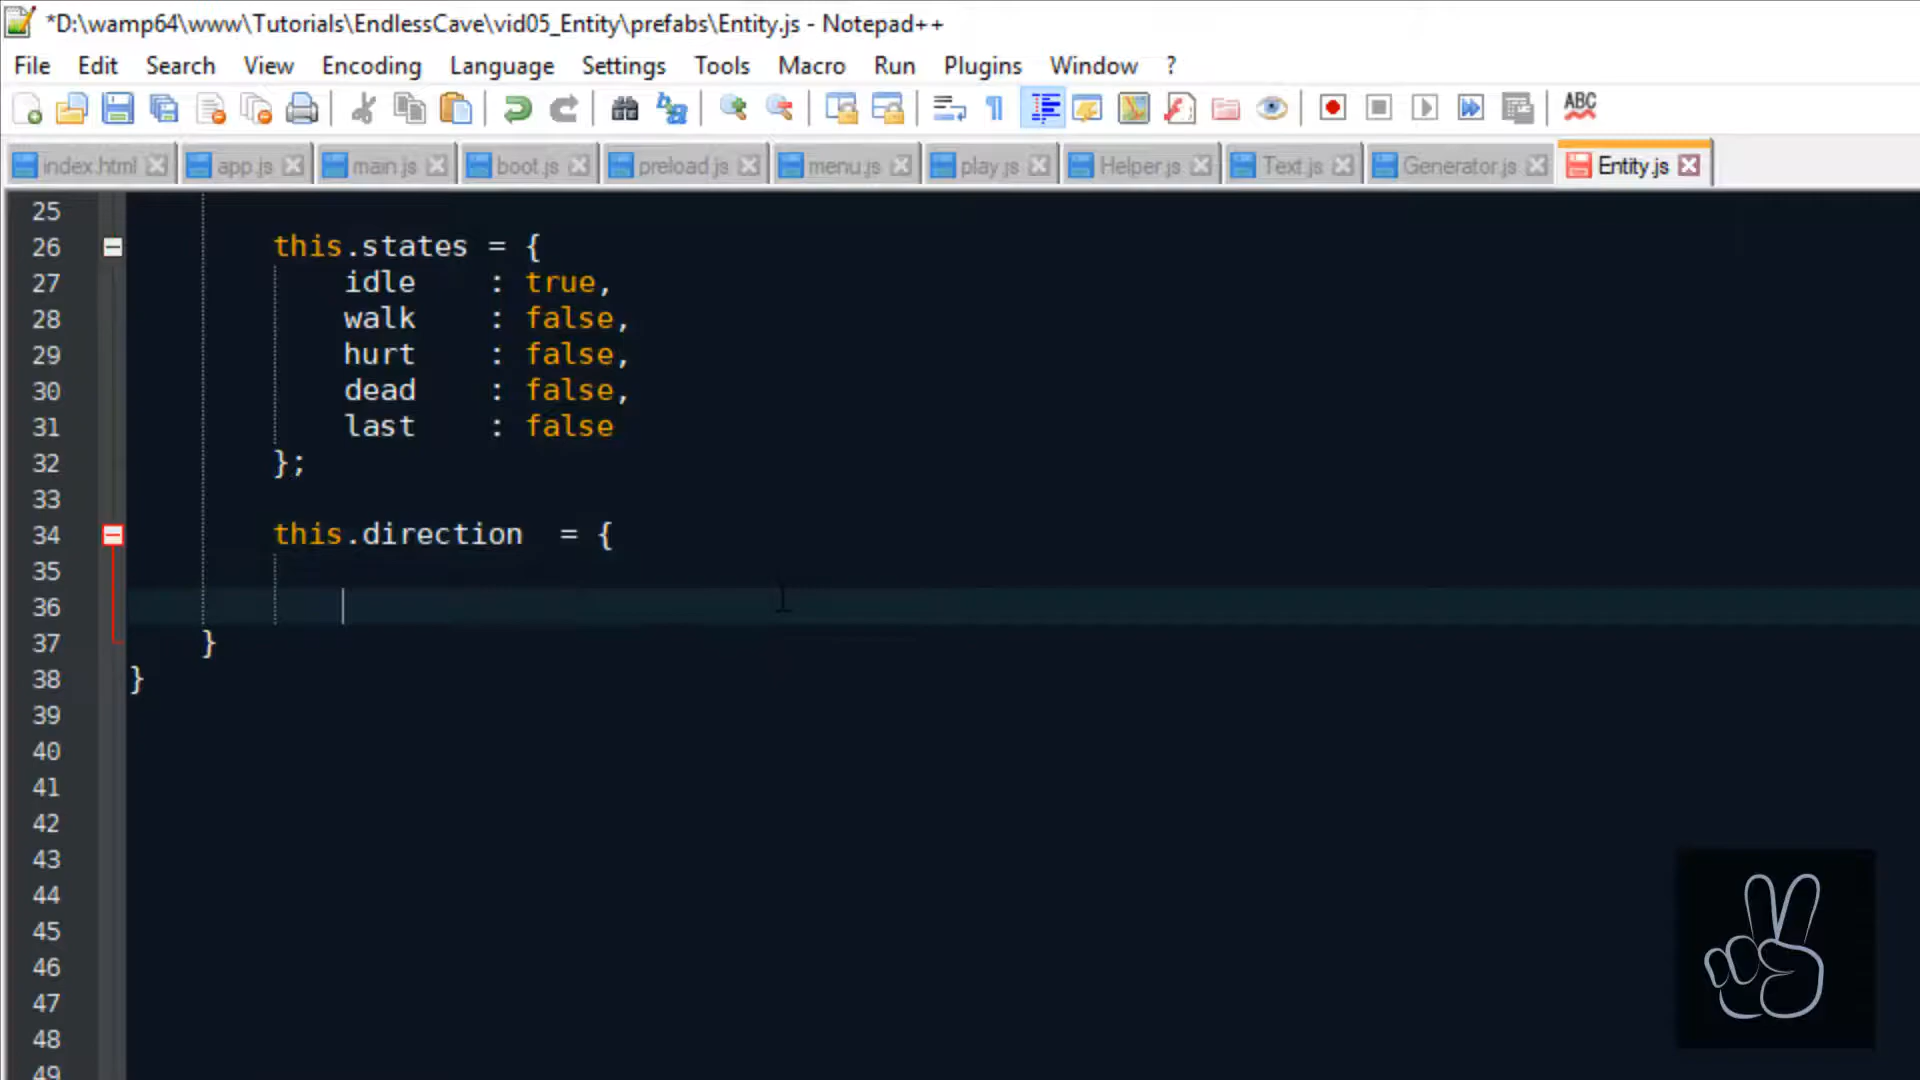 *D:\wamp64\www\Tutorials\EndlessCave\vid05_Entity\prefabs\Entity.js - Notepad++
File Edit Search View Encoding Language Settings Tools Macro Run Plugins Window ?
ABC
index.html app.js main.js boot.js preload.js menu.js play.js Helper.js Text.js Generator.js Entity.js
25
26 this.states = {
27 idle : true,
28 walk : false,
29 hurt : false,
30 dead : false,
31 last : false
32 };
33
34 this.direction = {
35
36
37 }
38 }
39
40
41
42
43
44
45
46
47
48
49